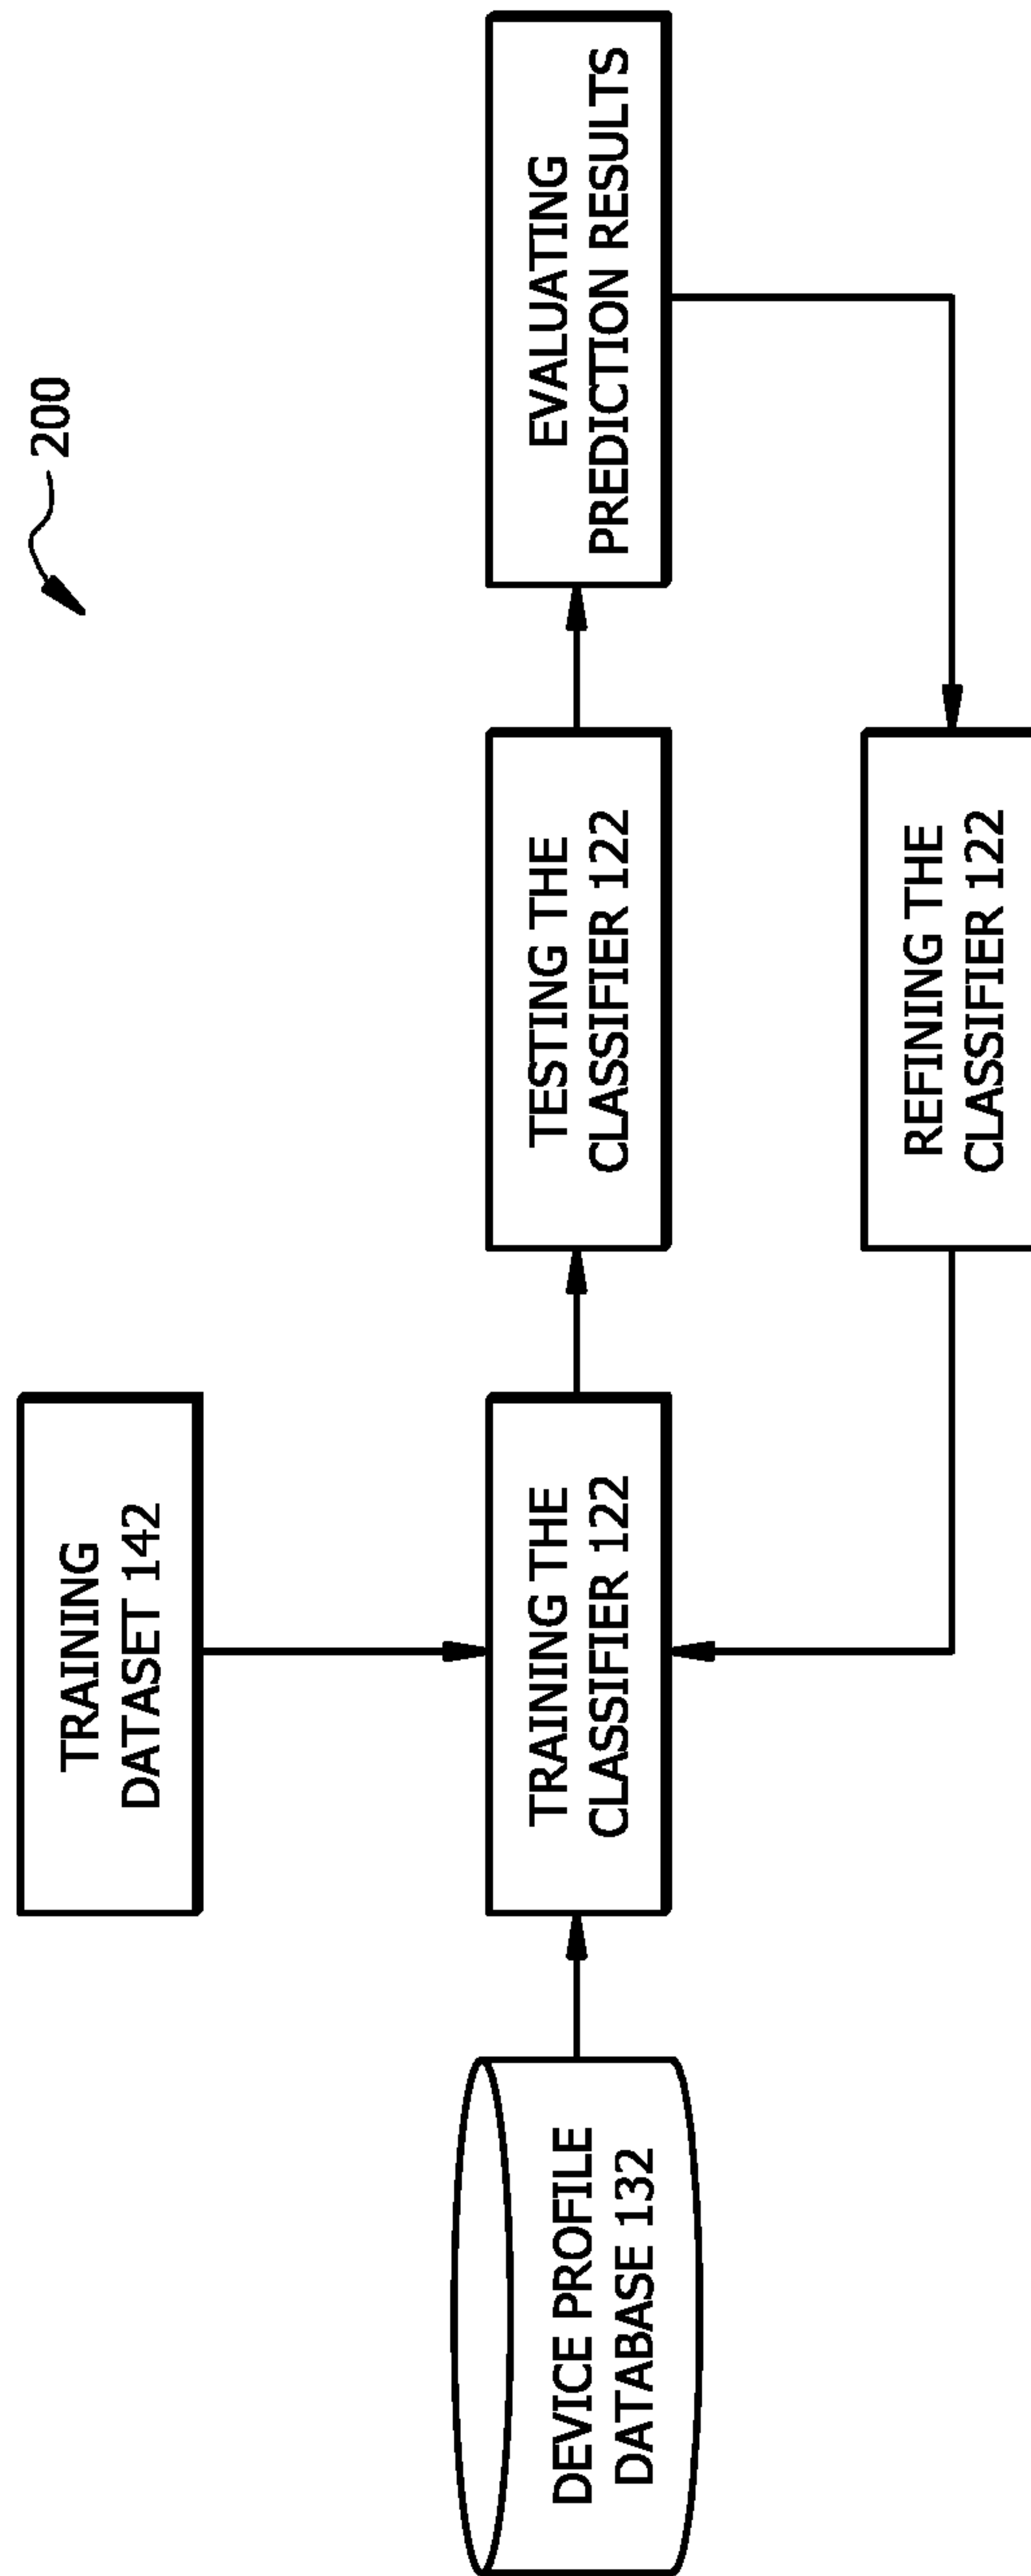 200
TRAINING
DATASET 142
DEVICE PROFILE
DATABASE 132
TRAINING THE
CLASSIFIER 122
TESTING THE
CLASSIFIER 122
EVALUATING
PREDICTION RESULTS
REFINING THE
CLASSIFIER 122